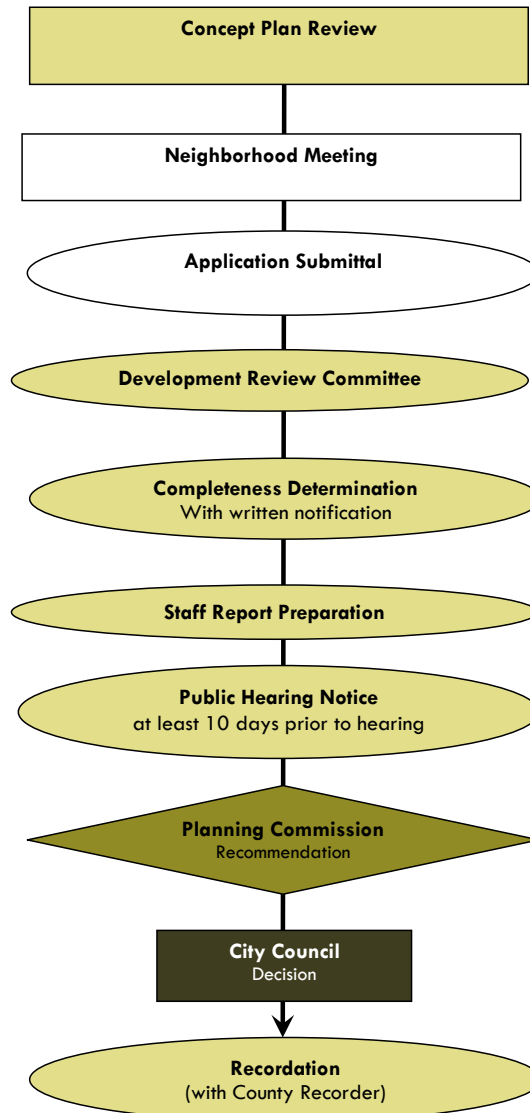 Concept Plan Review
Neighborhood Meeting
Application Submittal
Development Review Committee
Completeness Determination
With written notification
Staff Report Preparation
Public Hearing Notice
at least 10 days prior to hearing
Planning Commission
Recommendation
City Council
Decision
Recordation
(with County Recorder)